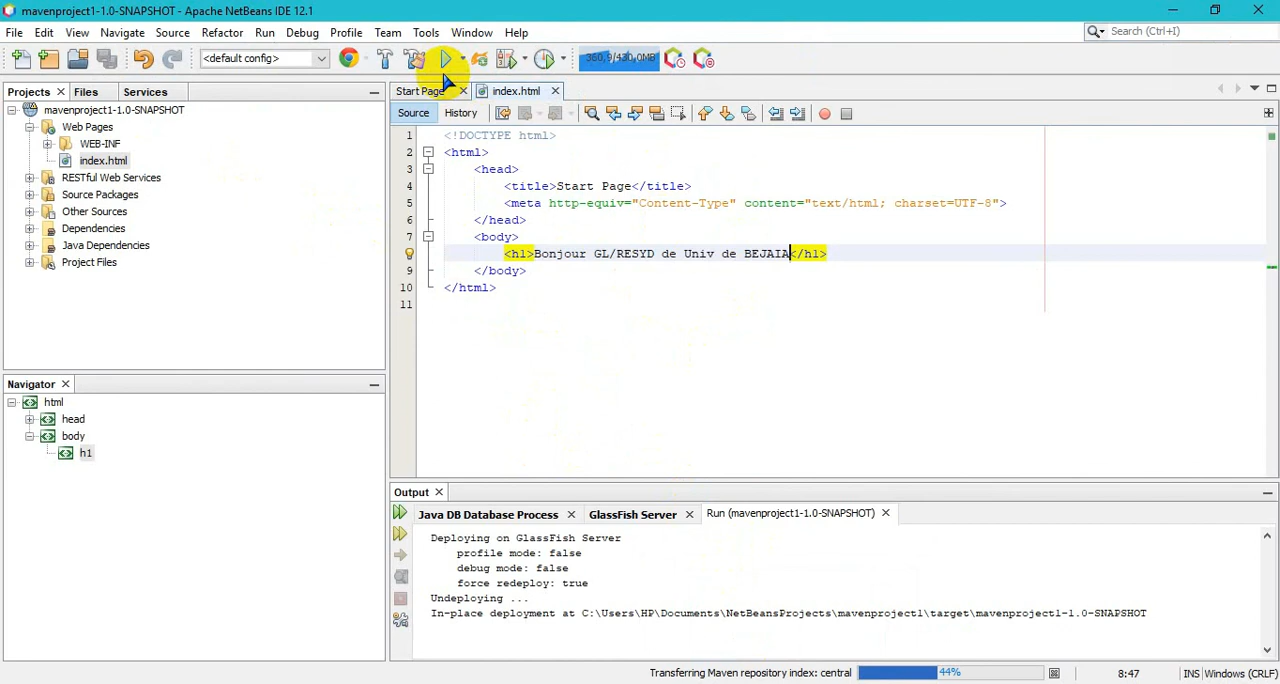 mavenproject1-1.0-SNAPSHOT - Apache NetBeans IDE 12.1
File Edit View Navigate Source Refactor Run Debug Profile Team Tools Window Help
Search (Ctrl+I)
<default config>
360,9/430,0MB
Projects Files Services
mavenproject1-1.0-SNAPSHOT
Web Pages
WEB-INF
index.html
RESTful Web Services
Source Packages
Other Sources
Dependencies
Java Dependencies
Project Files
Navigator
html
head
body
h1
Start Page index.html
Source History
1 <!DOCTYPE html>
2 <html>
3 <head>
4 <title>Start Page</title>
5 <meta http-equiv="Content-Type" content="text/html; charset=UTF-8">
6 </head>
7 <body>
<h1>Bonjour GL/RESYD de Univ de BEJAIA</h1>
9 </body>
10 </html>
11
Output
Java DB Database Process GlassFish Server Run (mavenproject1-1.0-SNAPSHOT)
Deploying on GlassFish Server
profile mode: false
debug mode: false
force redeploy: true
Undeploying ...
In-place deployment at C:\Users\HP\Documents\NetBeansProjects\mavenproject1\target\mavenproject1-1.0-SNAPSHOT
Transferring Maven repository index: central 44% 8:47 INS Windows (CRLF)